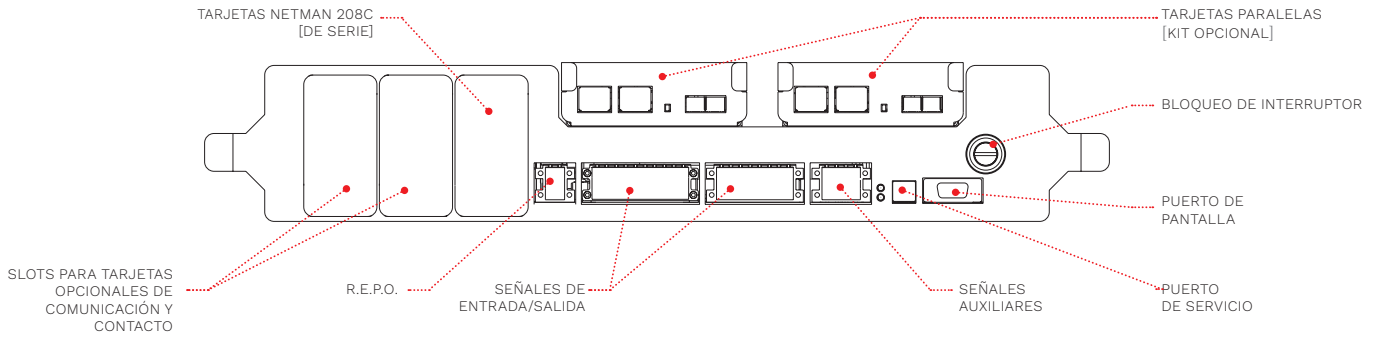 TARJETAS NETMAN 208C
[DE SERIE]
TARJETAS PARALELAS
[KIT OPCIONAL]
BLOQUEO DE INTERRUPTOR
PUERTO DE
PANTALLA
SLOTS PARA TARJETAS
OPCIONALES DE
COMUNICACIÓN Y
CONTACTO
R.E.P.O.
SEÑALES DE
ENTRADA/SALIDA
SEÑALES
AUXILIARES
PUERTO
DE SERVICIO